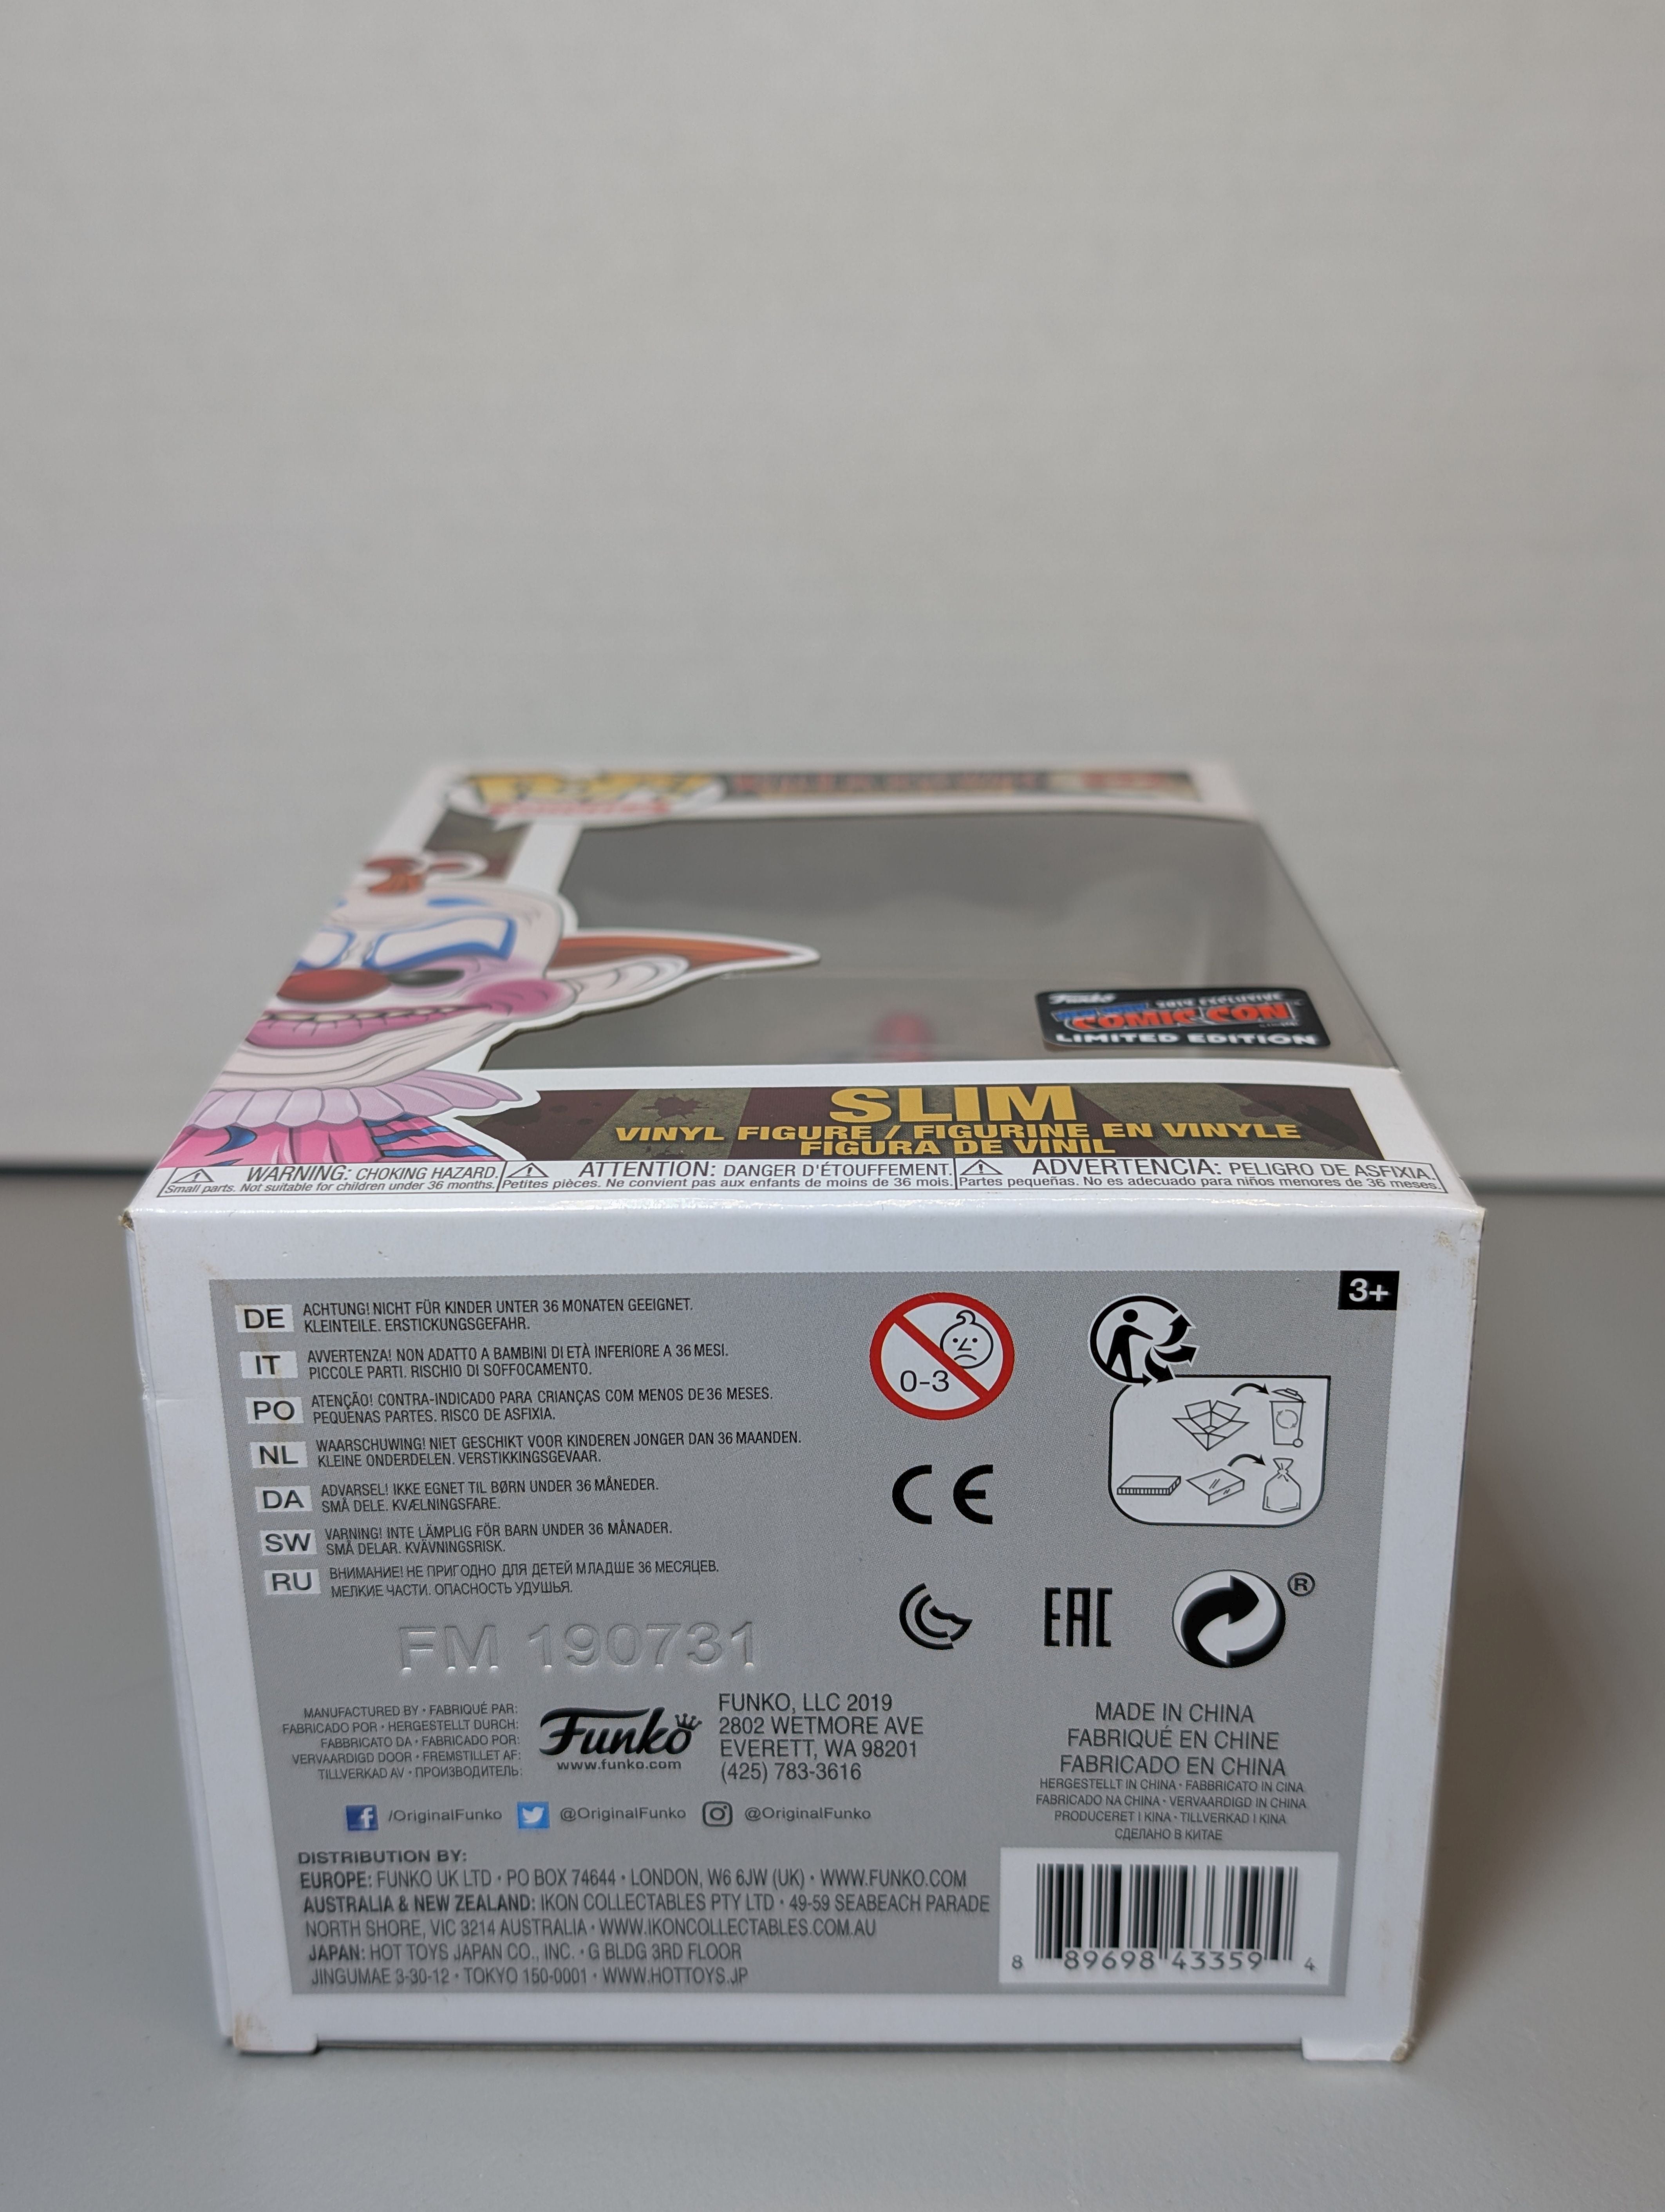 Funko
2019 EXCLUSIVE
COMIC CON
LIMITED EDITION
SLIM
VINYL FIGURE / FIGURINE EN VINYLE
FIGURA DE VINIL
WARNING: CHOKING HAZARD.
Small parts. Not suitable for children under 36 months.
ATTENTION: DANGER D'ÉTOUFFEMENT.
Petites pièces. Ne convient pas aux enfants de moins de 36 mois.
ADVERTENCIA: PELIGRO DE ASFIXIA.
Partes pequeñas. No es adecuado para niños menores de 36 meses.
3+
DE ACHTUNG! NICHT FÜR KINDER UNTER 36 MONATEN GEEIGNET.
KLEINTEILE. ERSTICKUNGSGEFAHR.
IT AVVERTENZA! NON ADATTO A BAMBINI DI ETÀ INFERIORE A 36 MESI.
PICCOLE PARTI. RISCHIO DI SOFFOCAMENTO.
PO ATENÇÃO! CONTRA-INDICADO PARA CRIANÇAS COM MENOS DE 36 MESES.
PEQUENAS PARTES. RISCO DE ASFIXIA.
NL WAARSCHUWING! NIET GESCHIKT VOOR KINDEREN JONGER DAN 36 MAANDEN.
KLEINE ONDERDELEN. VERSTIKKINGSGEVAAR.
DA ADVARSEL! IKKE EGNET TIL BØRN UNDER 36 MÅNEDER.
SMÅ DELE. KVÆLNINGSFARE.
SW VARNING! INTE LÄMPLIG FÖR BARN UNDER 36 MÅNADER.
SMÅ DELAR. KVÄVNINGSRISK.
RU ВНИМАНИЕ! НЕ ПРИГОДНО ДЛЯ ДЕТЕЙ МЛАДШЕ 36 МЕСЯЦЕВ.
МЕЛКИЕ ЧАСТИ. ОПАСНОСТЬ УДУШЬЯ.
0-3
CE
EAC
®
FM 190731
MANUFACTURED BY • FABRIQUÉ PAR:
FABRICADO POR • HERGESTELLT DURCH:
FABBRICATO DA • FABRICADO POR:
VERVAARDIGD DOOR • FREMSTILLET AF:
TILLVERKAD AV • ПРОИЗВОДИТЕЛЬ:
Funko
www.funko.com
FUNKO, LLC 2019
2802 WETMORE AVE
EVERETT, WA 98201
(425) 783-3616
MADE IN CHINA
FABRIQUÉ EN CHINE
FABRICADO EN CHINA
HERGESTELLT IN CHINA • FABBRICATO IN CINA
FABRICADO NA CHINA • VERVAARDIGD IN CHINA
PRODUCERET I KINA • TILLVERKAD I KINA
СДЕЛАНО В КИТАЕ
f /OriginalFunko @OriginalFunko @OriginalFunko
DISTRIBUTION BY:
EUROPE: FUNKO UK LTD • PO BOX 74644 • LONDON, W6 6JW (UK) • WWW.FUNKO.COM
AUSTRALIA & NEW ZEALAND: IKON COLLECTABLES PTY LTD • 49-59 SEABEACH PARADE
NORTH SHORE, VIC 3214 AUSTRALIA • WWW.IKONCOLLECTABLES.COM.AU
JAPAN: HOT TOYS JAPAN CO., INC. • G BLDG 3RD FLOOR
JINGUMAE 3-30-12 • TOKYO 150-0001 • WWW.HOTTOYS.JP
8 89698 43359 4